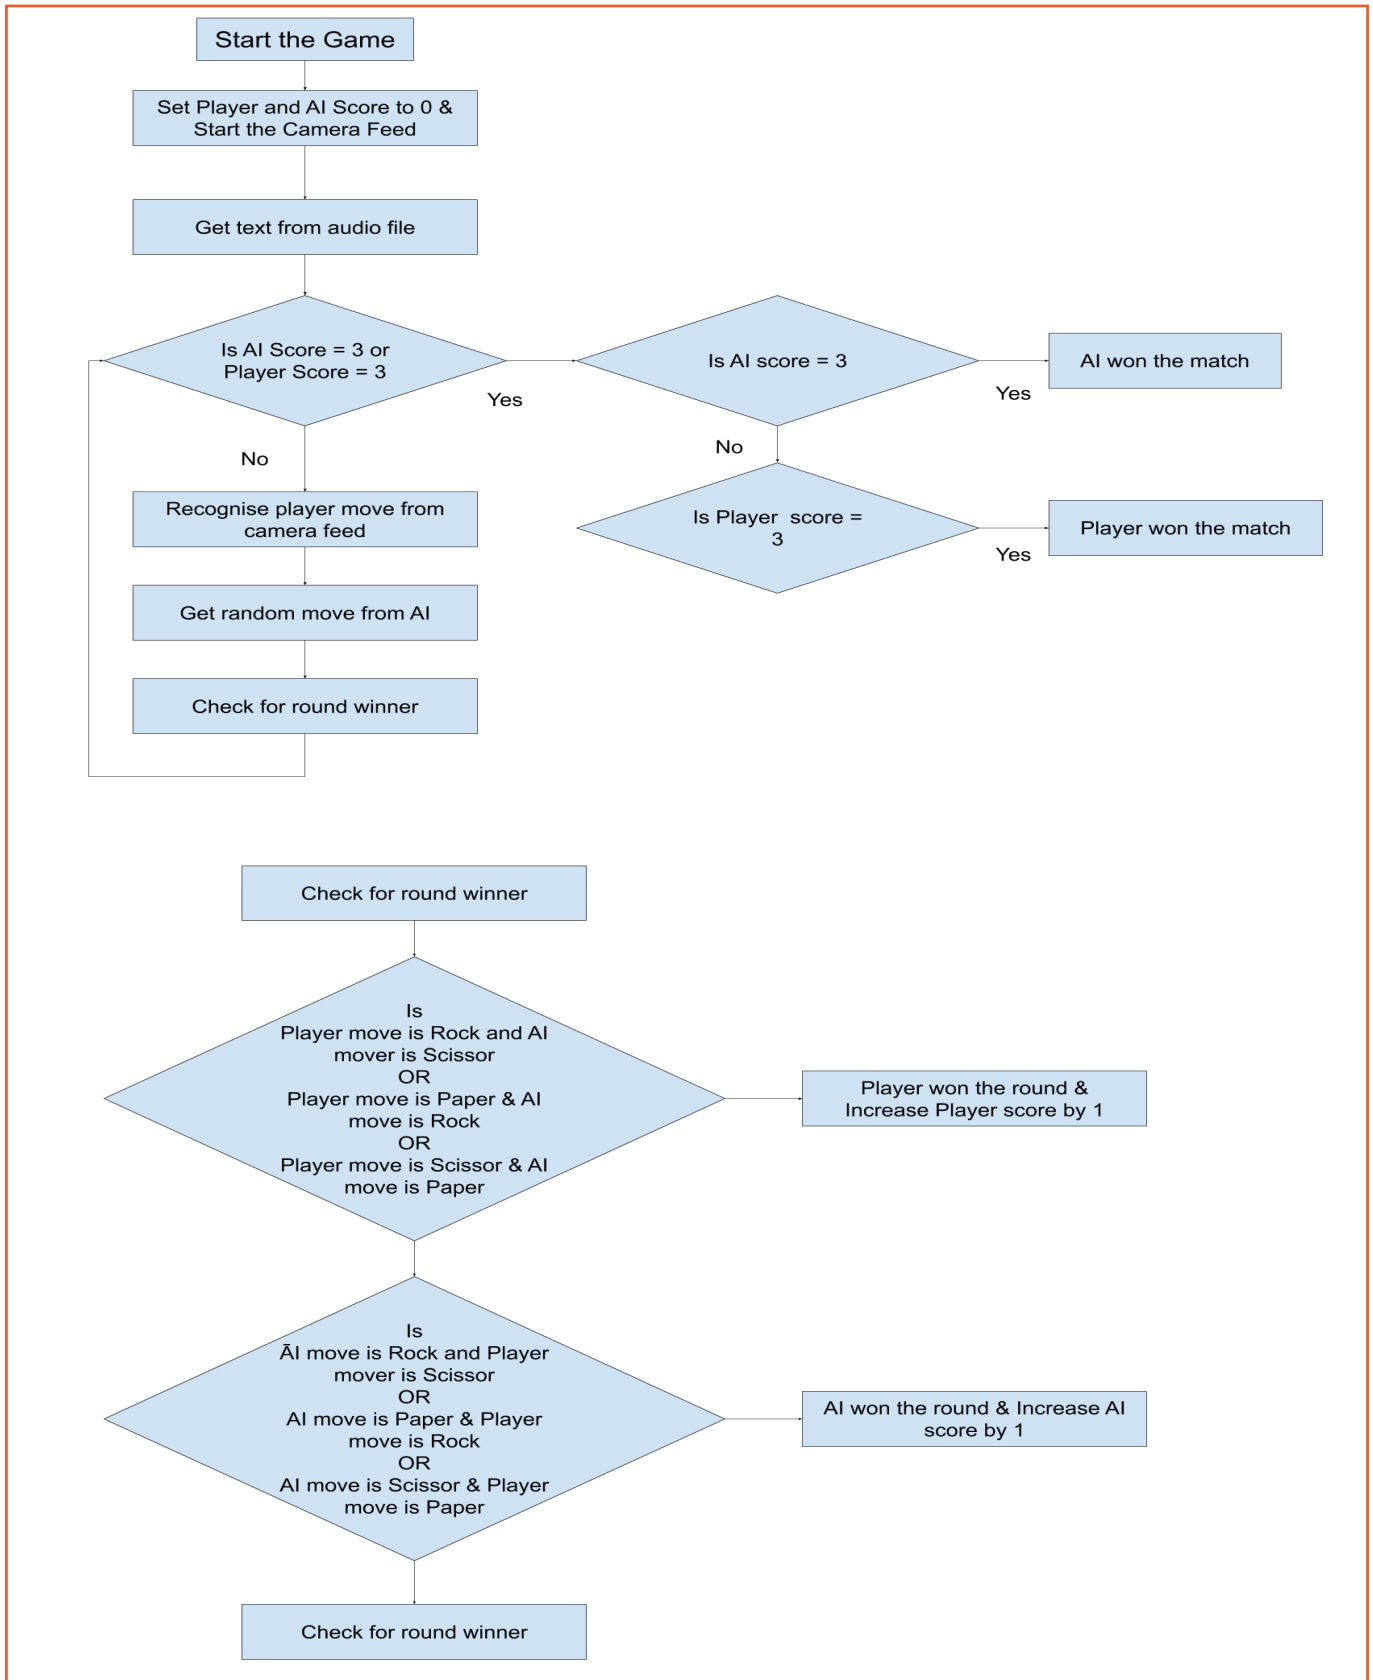 Start the Game
Set Player and AI Score to 0 &
Start the Camera Feed
Get text from audio file
Is AI Score = 3 or
Player Score = 3
Yes
Is AI score = 3
Yes
AI won the match
No
No
Is Player  score =
3
Yes
Player won the match
Recognise player move from
camera feed
Get random move from AI
Check for round winner
Check for round winner
Is
Player move is Rock and AI
mover is Scissor
OR
Player move is Paper & AI
move is Rock
OR
Player move is Scissor & AI
move is Paper
Player won the round &
Increase Player score by 1
Is
ĀI move is Rock and Player
mover is Scissor
OR
AI move is Paper & Player
move is Rock
OR
AI move is Scissor & Player
move is Paper
AI won the round & Increase AI
score by 1
Check for round winner